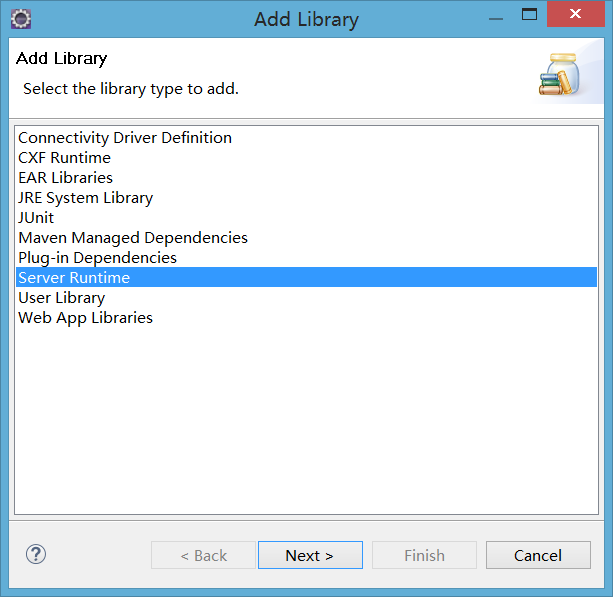 Add Library
Add Library
Select the library type to add.
Connectivity Driver Definition
CXF Runtime
EAR Libraries
JRE System Library
JUnit
Maven Managed Dependencies
Plug-in Dependencies
Server Runtime
User Library
Web App Libraries
? < Back Next > Finish Cancel